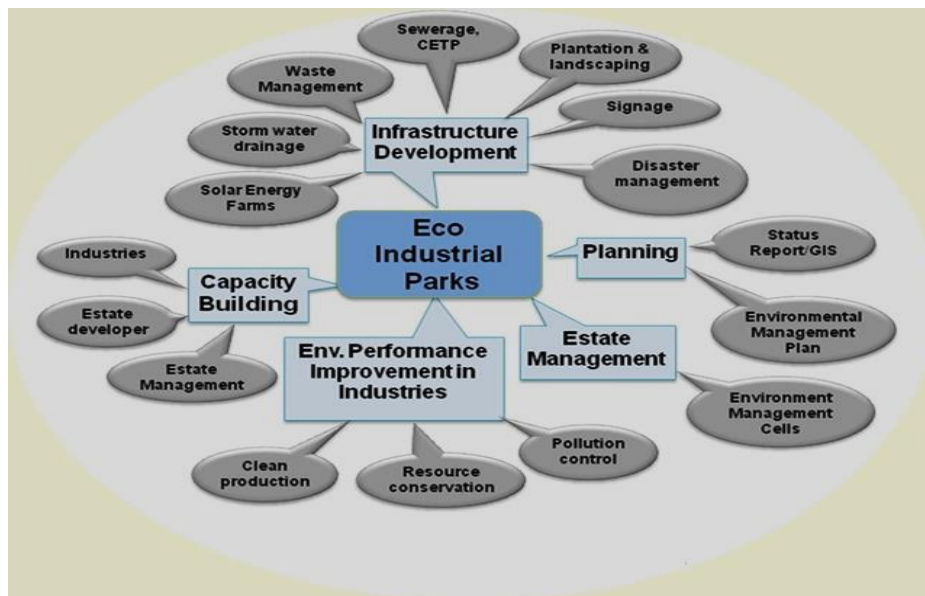 Sewerage,
CETP
Plantation &
landscaping
Waste
Management
Signage
Storm water
drainage
Infrastructure
Development
Disaster
management
Solar Energy
Farms
Eco
Industrial
Parks
Planning
Status
Report/GIS
Industries
Capacity
Building
Estate
developer
Environmental
Management
Plan
Estate
Management
Env. Performance
Improvement in
Industries
Estate
Management
Environment
Management
Cells
Clean
production
Resource
conservation
Pollution
control